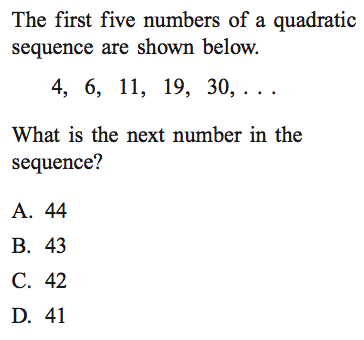 The first five numbers of a quadratic
sequence are shown below.
4, 6, 11, 19, 30, . . .
What is the next number in the
sequence?
A. 44
B. 43
C. 42
D. 41